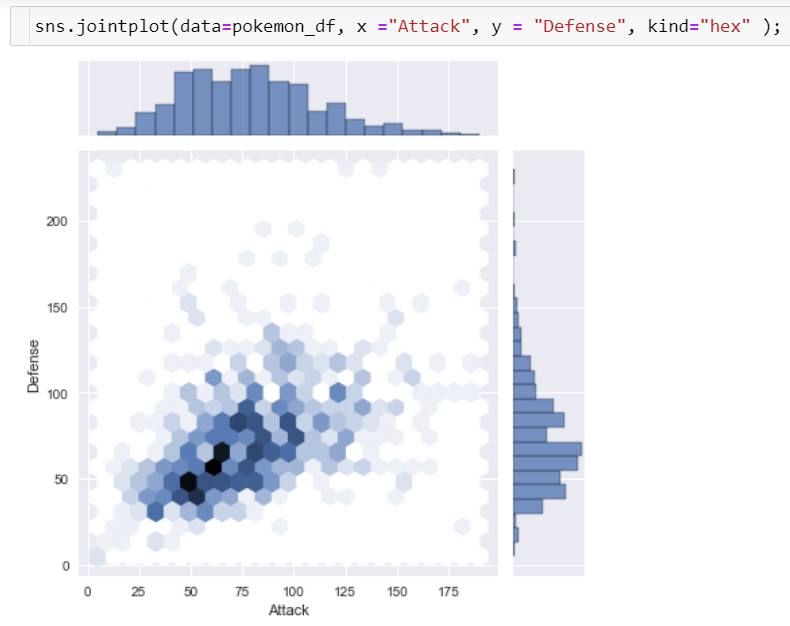 sns.jointplot(data=pokemon_df, x ="Attack", y = "Defense", kind="hex" );
200
150
Defense
100
50
0
0 25 50 75 100 125 150 175
Attack